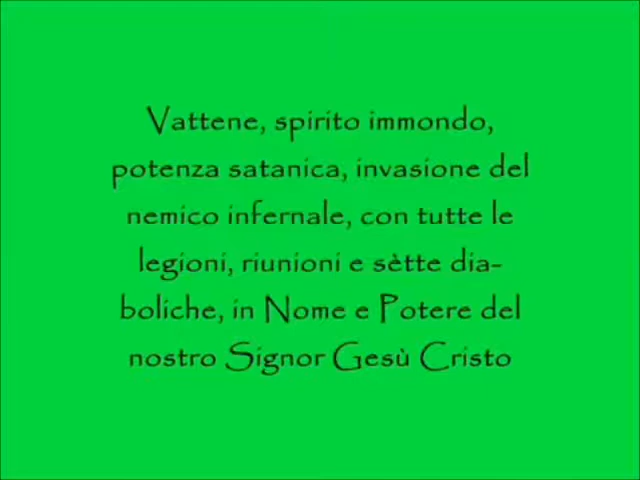 Vattene, spirito immondo,
potenza satanica, invasione del
nemico infernale, con tutte le
legioni, riunioni e sètte dia-
boliche, in Nome e Potere del
nostro Signor Gesù Cristo